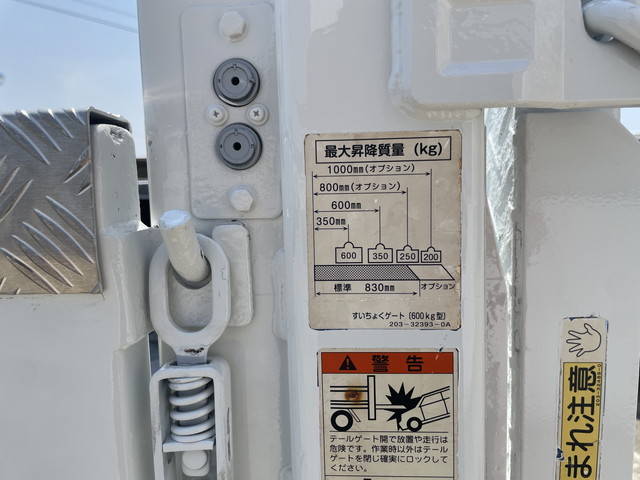 最大昇降質量 (kg)
1000mm(オプション)
800mm(オプション)
600mm
350mm
600 350 250 200
標準 830mm オプション
すいちょくゲート(600kg型)
203-32393-0A
警告
テールゲート開で放置や走行は
危険です。作業時以外はテール
ゲートを閉じ確実にロックして
ください。
まれ注意